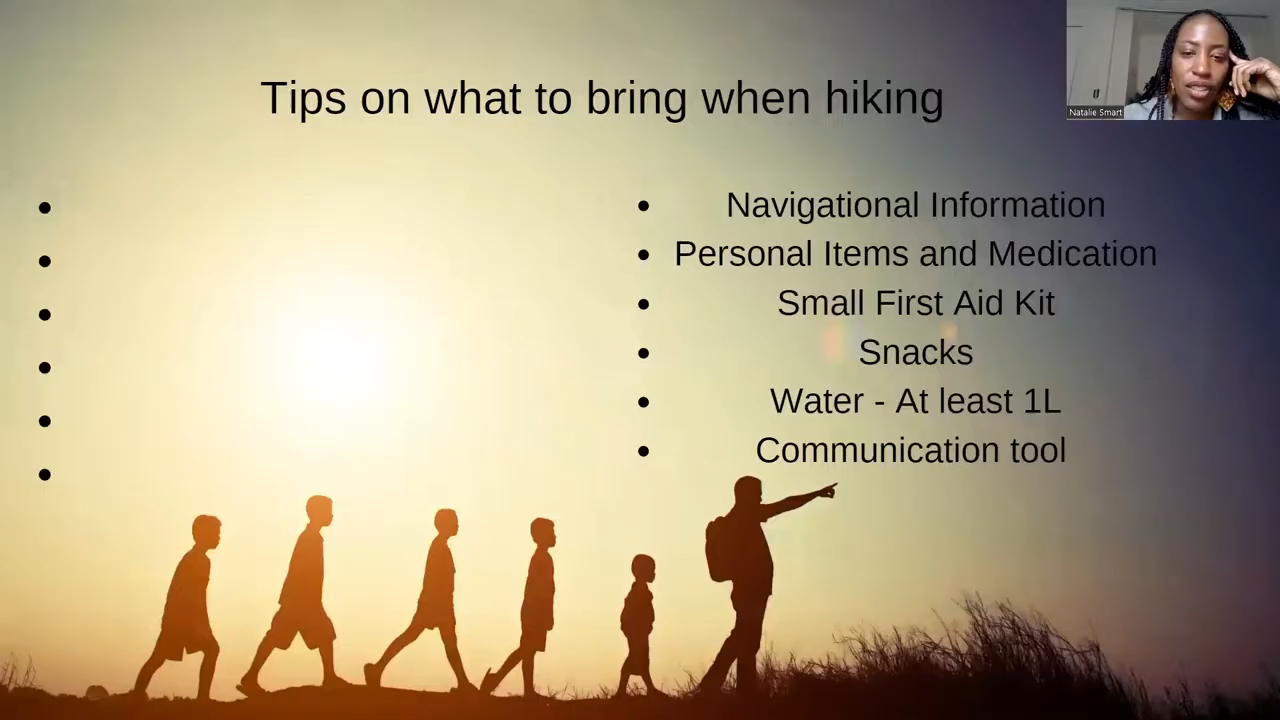 Tips on what to bring when hiking
Natalie Smart
• Navigational Information
• Personal Items and Medication
• Small First Aid Kit
• Snacks
• Water - At least 1L
• Communication tool